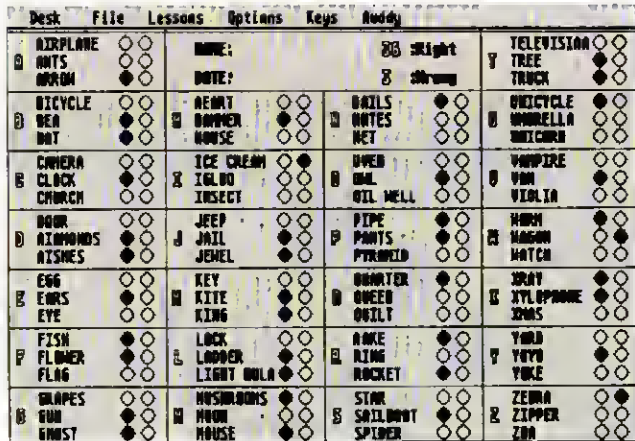 Desk File Lessons Options Keys Auddy
A
AIRPLANE
ANTS
ARROW
NAME:
DATE:
36 :Right
3 :Wrong
T
TELEVISION
TREE
TRUCK
B
BICYCLE
BEA
BAT
H
HEART
HAMMER
HOUSE
N
NAILS
NOTES
NET
U
UNICYCLE
UMBRELLA
UNICORN
C
CAMERA
CLOCK
CHURCH
I
ICE CREAM
IGLOO
INSECT
O
OVEN
OWL
OIL WELL
V
VAMPIRE
VAN
VIOLIN
D
DOOR
DIAMONDS
DISHES
J
JEEP
JAIL
JEWEL
P
PIPE
PANTS
PYRAMID
W
WORM
WAGON
WATCH
E
EGG
EARS
EYE
K
KEY
KITE
KING
Q
QUARTER
QUEEN
QUILT
X
XRAY
XYLOPHONE
XMAS
F
FISH
FLOWER
FLAG
L
LOCK
LADDER
LIGHT BULB
R
RAKE
RING
ROCKET
Y
YARD
YOYO
YOKE
G
GRAPES
GUN
GHOST
M
MUSHROOMS
MOON
MOUSE
S
STAR
SAILBOAT
SPIDER
Z
ZEBRA
ZIPPER
ZOO